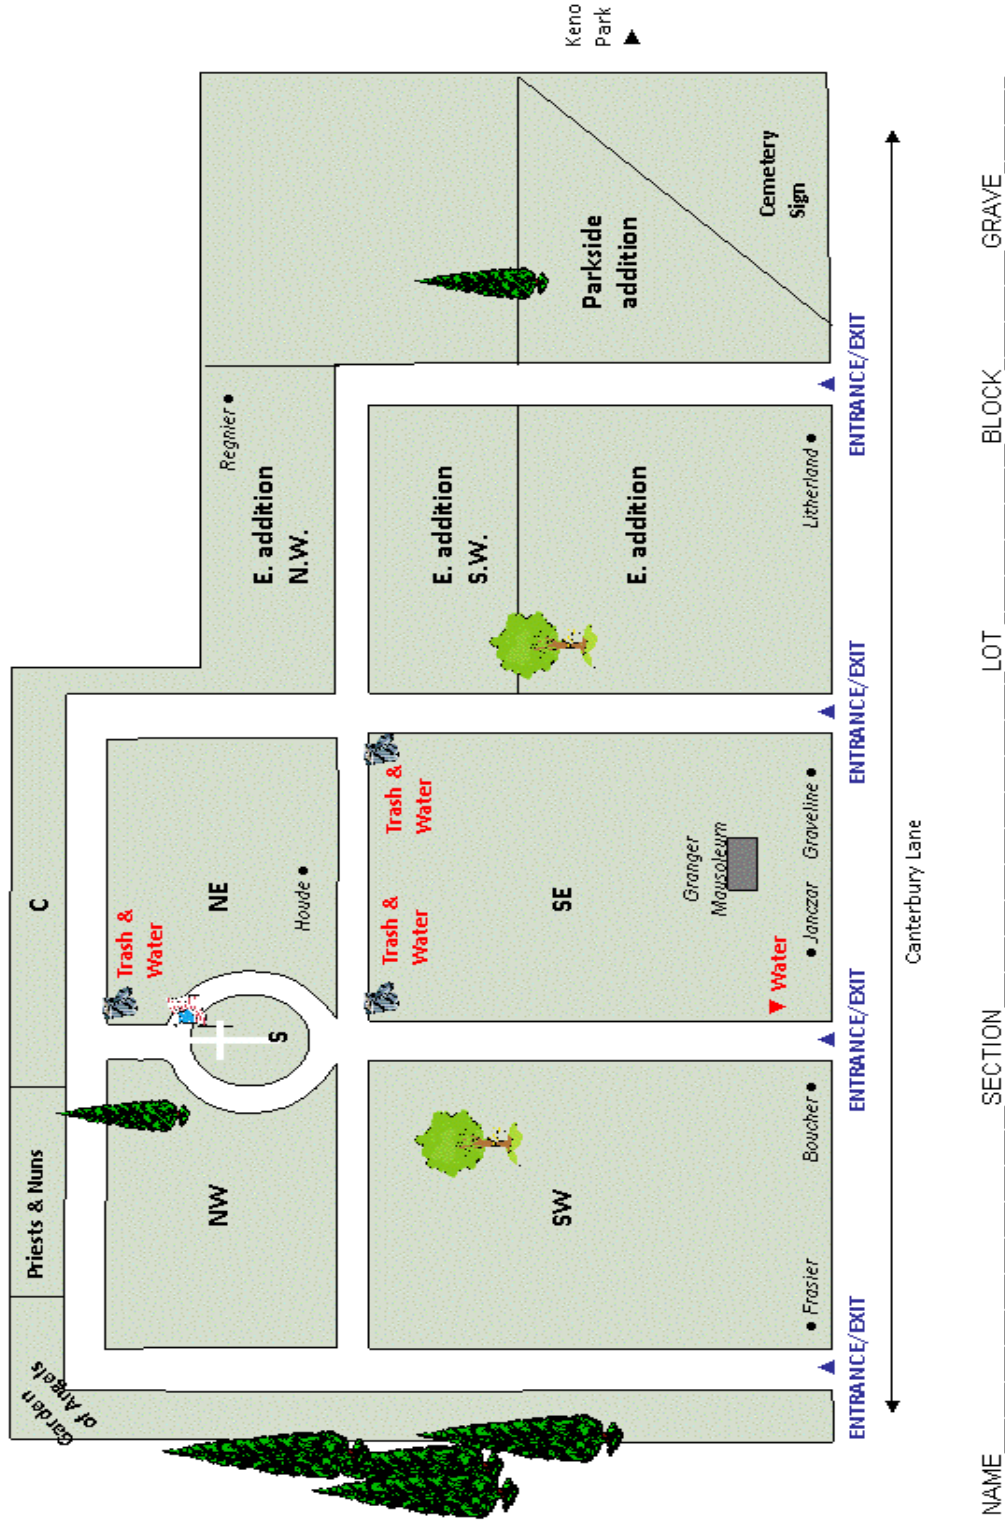 Garden
of Angels
Priests & Nuns
C
Trash &
Water
NW
NE
S
Houde
Regnier
E. addition
N.W.
Trash &
Water
Trash &
Water
E. addition
S.W.
SW
SE
E. addition
Parkside
addition
Keno
Park
Granger
Mausoleum
Water
Cemetery
Sign
Frasier
Boucher
Janczar
Graveline
Litherland
ENTRANCE/EXIT
ENTRANCE/EXIT
ENTRANCE/EXIT
ENTRANCE/EXIT
Canterbury Lane
NAME SECTION LOT BLOCK GRAVE